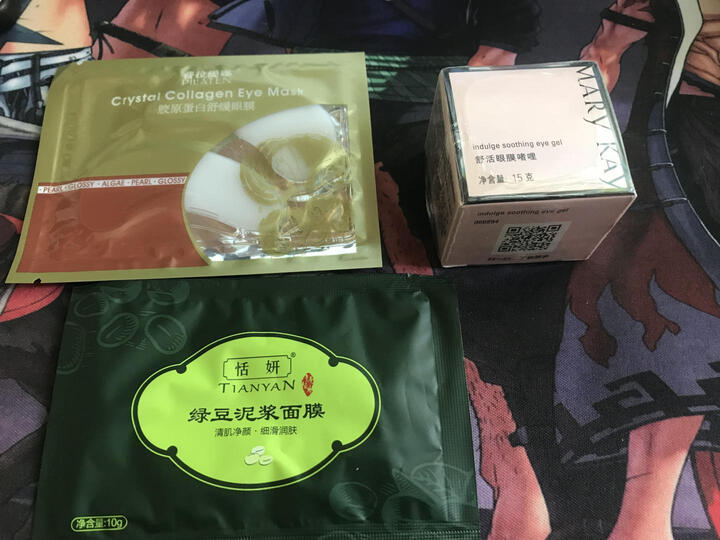 PILATEN
Crystal Collagen Eye Mask
胶原蛋白舒缓眼膜
PEARL · GLOSSY · ALGAE · PEARL · GLOSSY
MARY KAY
indulge soothing eye gel
舒活眼膜啫哩
净含量: 15 克
indulge soothing eye gel
恬妍®
TIANYAN
绿豆泥浆面膜
清肌净颜·细滑润肤
净含量:10g